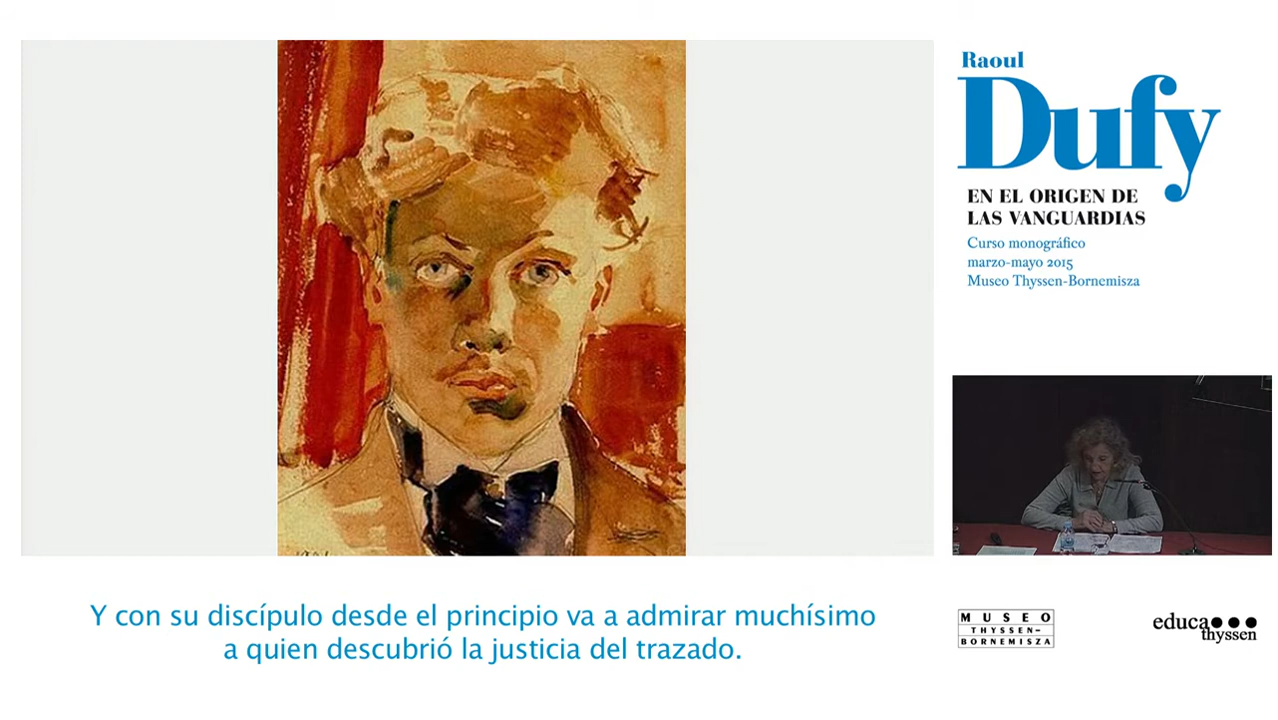 Raoul
Dufy
EN EL ORIGEN DE
LAS VANGUARDIAS
Curso monográfico
marzo-mayo 2015
Museo Thyssen-Bornemisza
Y con su discípulo desde el principio va a admirar muchísimo
a quien descubrió la justicia del trazado.
MUSEO
THYSSEN-
BORNEMISZA
educa
thyssen